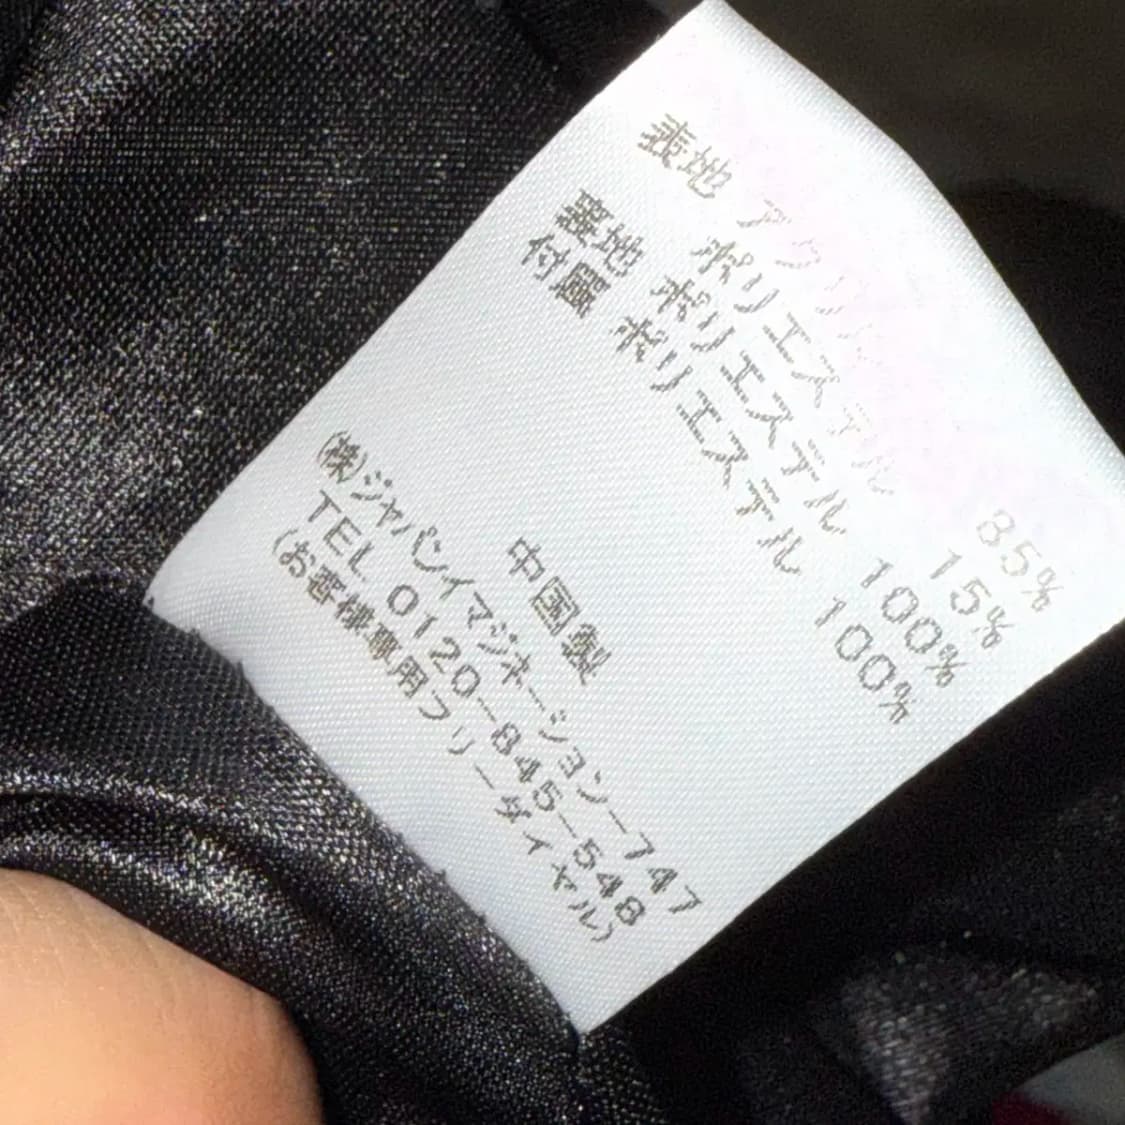 表地 アクリル 85%
ポリエステル 15%
裏地 ポリエステル 100%
付属 ポリエステル 100%
中国製
(株)ジャパンイマジネーション-747
TEL 0120-845-548
(お客様専用フリーダイヤル)